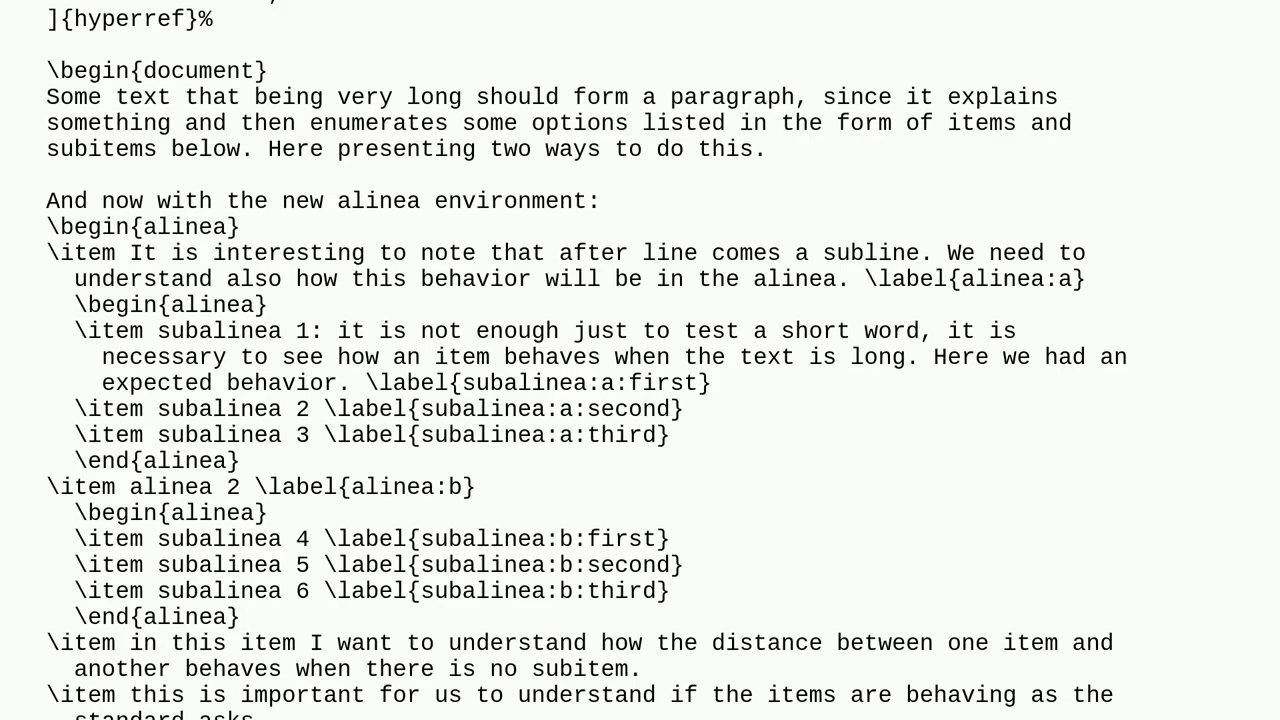 ]{hyperref}%
\begin{document}
Some text that being very long should form a paragraph, since it explains
something and then enumerates some options listed in the form of items and
subitems below. Here presenting two ways to do this.
And now with the new alinea environment:
\begin{alinea}
\item It is interesting to note that after line comes a subline. We need to
understand also how this behavior will be in the alinea. \label{alinea:a}
\begin{alinea}
\item subalinea 1: it is not enough just to test a short word, it is
necessary to see how an item behaves when the text is long. Here we had an
expected behavior. \label{subalinea:a:first}
\item subalinea 2 \label{subalinea:a:second}
\item subalinea 3 \label{subalinea:a:third}
\end{alinea}
\item alinea 2 \label{alinea:b}
\begin{alinea}
\item subalinea 4 \label{subalinea:b:first}
\item subalinea 5 \label{subalinea:b:second}
\item subalinea 6 \label{subalinea:b:third}
\end{alinea}
\item in this item I want to understand how the distance between one item and
another behaves when there is no subitem.
\item this is important for us to understand if the items are behaving as the
standard asks